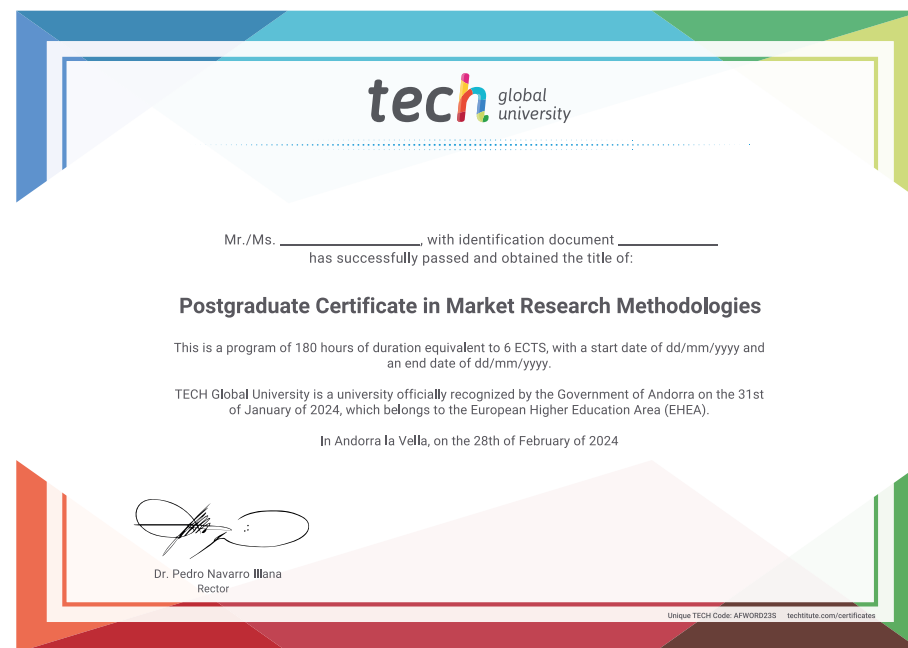 tech global university
Mr./Ms. ____________________, with identification document ______________
has successfully passed and obtained the title of:
Postgraduate Certificate in Market Research Methodologies
This is a program of 180 hours of duration equivalent to 6 ECTS, with a start date of dd/mm/yyyy and
an end date of dd/mm/yyyy.
TECH Global University is a university officially recognized by the Government of Andorra on the 31st
of January of 2024, which belongs to the European Higher Education Area (EHEA).
In Andorra la Vella, on the 28th of February of 2024
Dr. Pedro Navarro Illana
Rector
Unique TECH Code: AFWORD23S techtitute.com/certificates